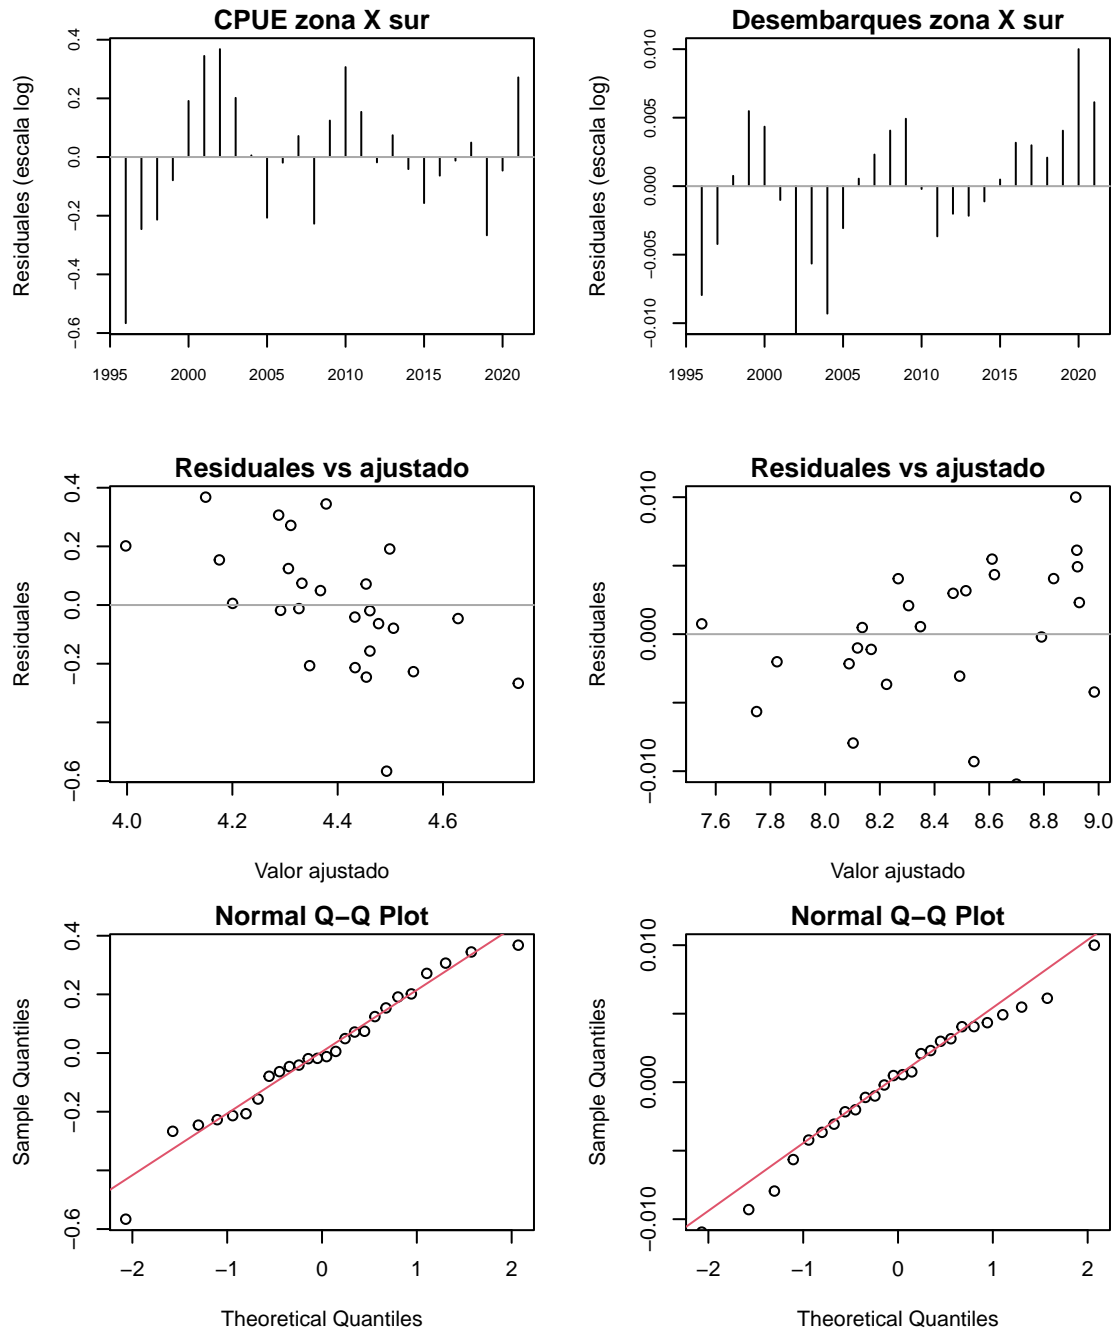 CPUE zona X sur
Residuales (escala log)
−0.6 −0.4 −0.2 0.0 0.2 0.4
1995 2000 2005 2010 2015 2020
Desembarques zona X sur
Residuales (escala log)
−0.010 −0.005 0.000 0.005 0.010
1995 2000 2005 2010 2015 2020
Residuales vs ajustado
Residuales
−0.6 −0.2 0.0 0.2 0.4
4.0 4.2 4.4 4.6
Valor ajustado
Residuales vs ajustado
Residuales
−0.010 0.000 0.010
7.6 7.8 8.0 8.2 8.4 8.6 8.8 9.0
Valor ajustado
Normal Q−Q Plot
Sample Quantiles
−0.6 −0.2 0.0 0.2 0.4
−2 −1 0 1 2
Theoretical Quantiles
Normal Q−Q Plot
Sample Quantiles
−0.010 0.000 0.010
−2 −1 0 1 2
Theoretical Quantiles